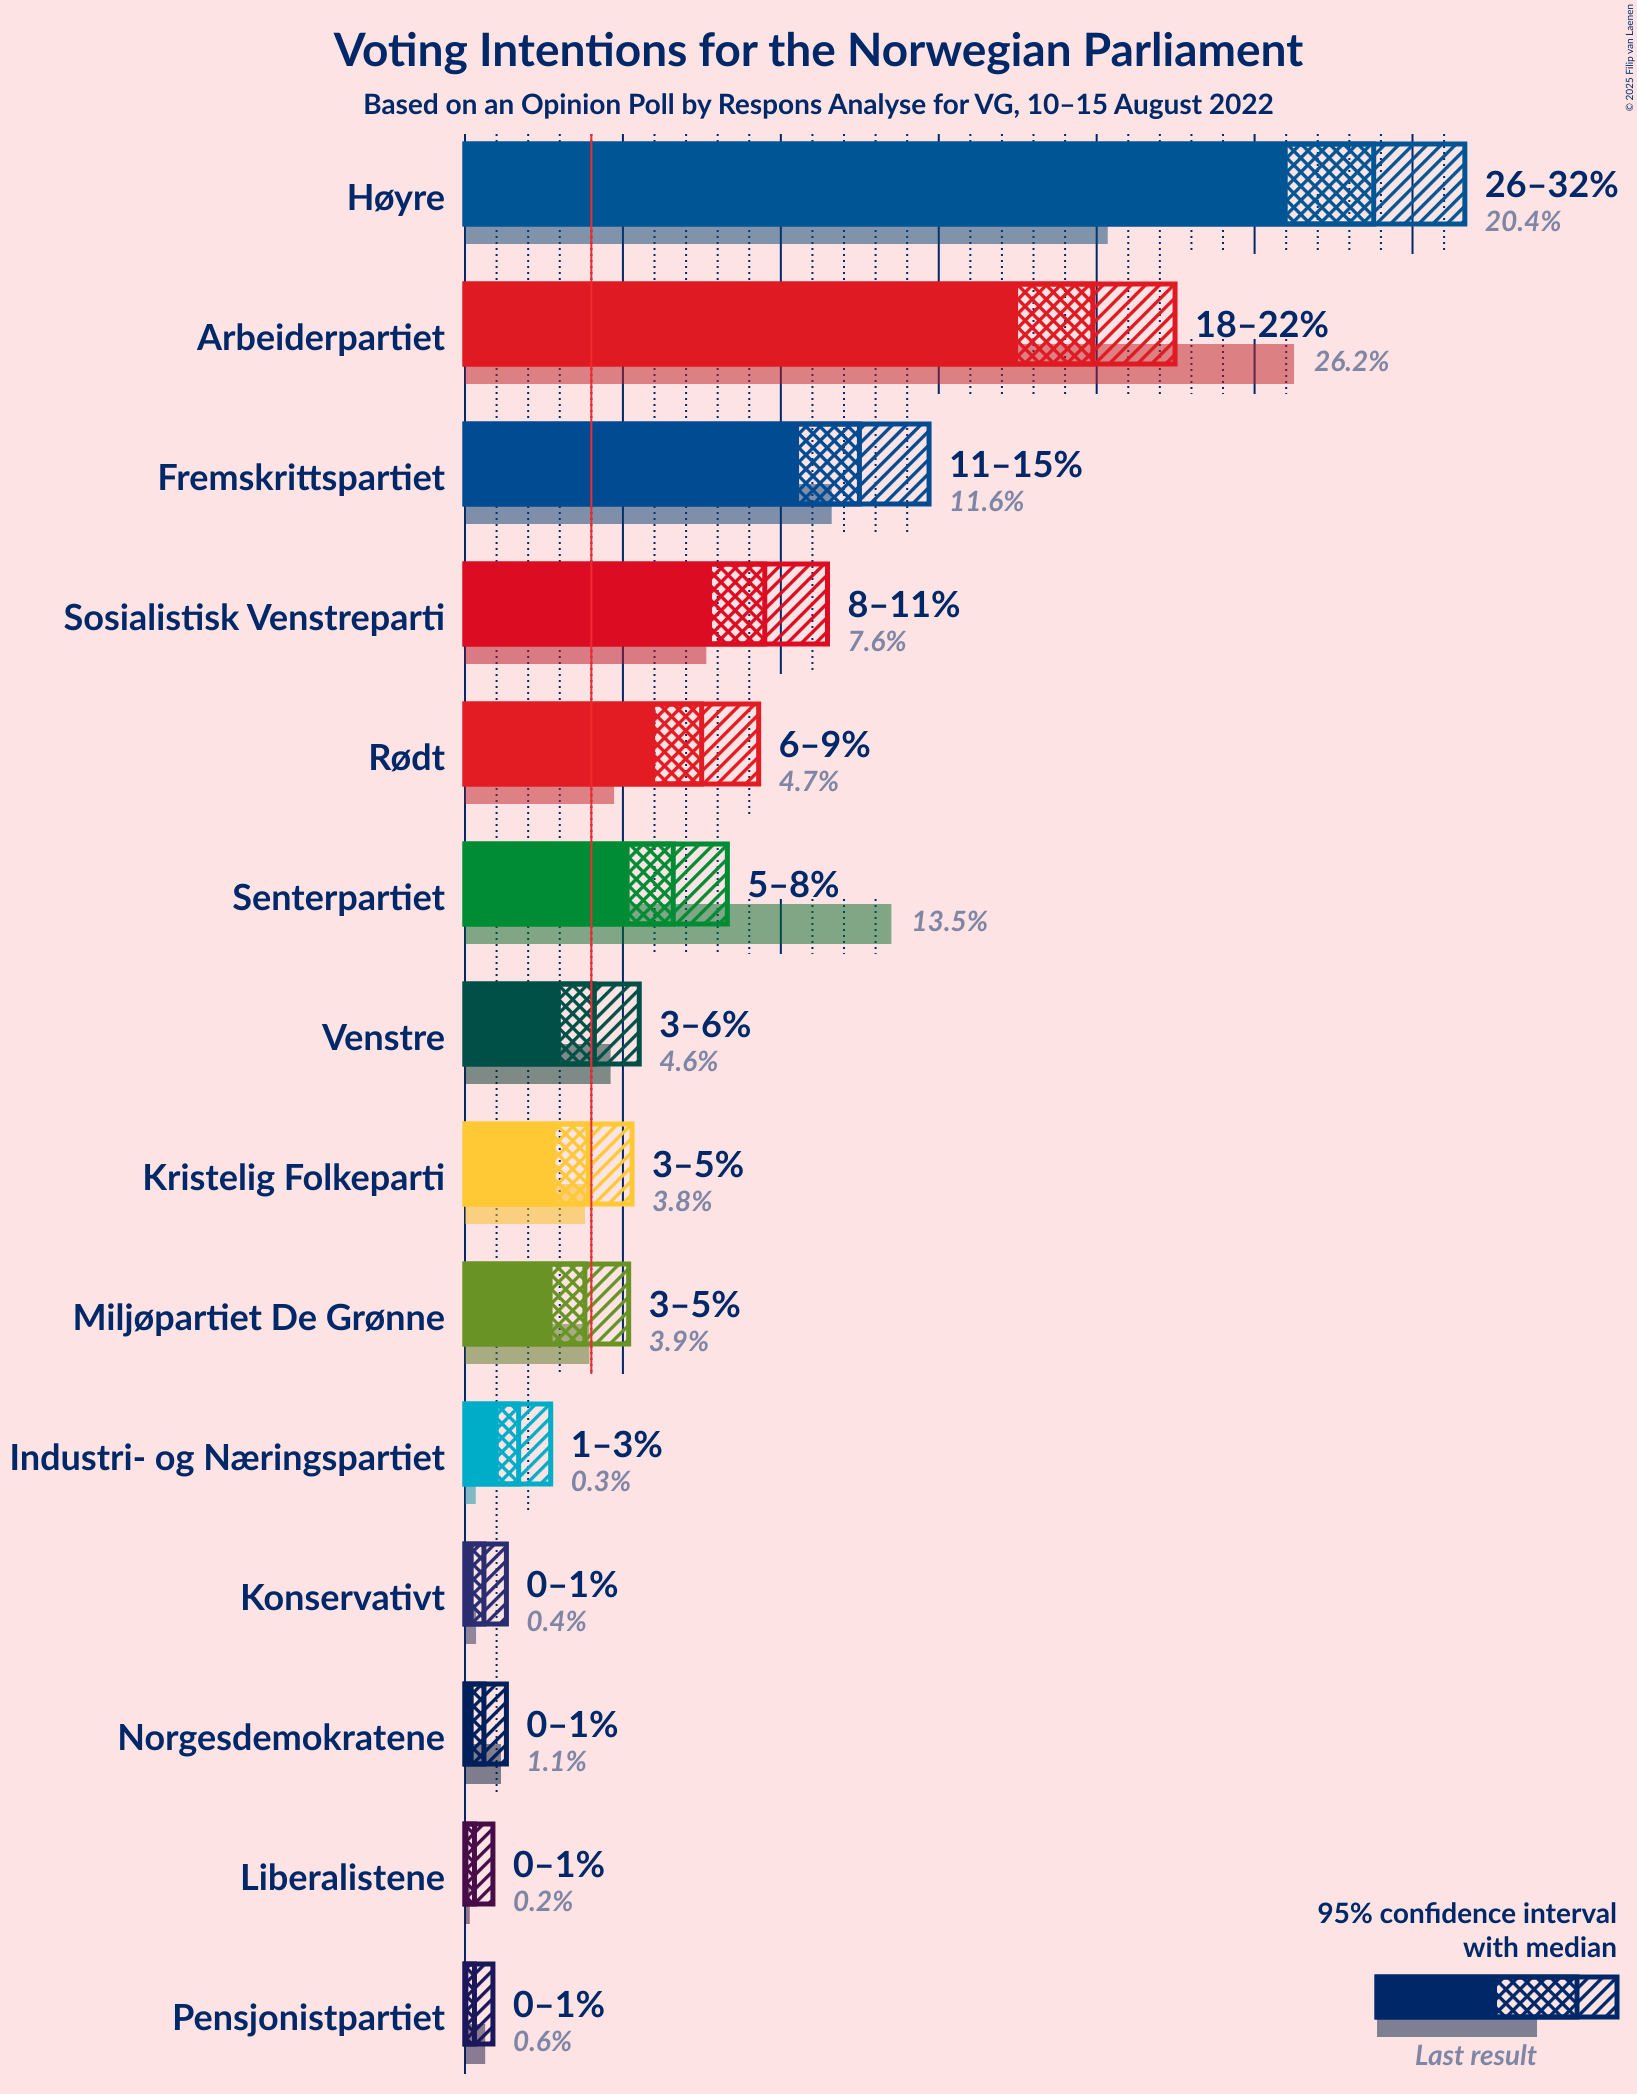 Voting Intentions for the Norwegian Parliament
Based on an Opinion Poll by Respons Analyse for VG, 10–15 August 2022
© 2025 Filip van Laenen
Høyre
26–32%
20.4%
Arbeiderpartiet
18–22%
26.2%
Fremskrittspartiet
11–15%
11.6%
Sosialistisk Venstreparti
8–11%
7.6%
Rødt
6–9%
4.7%
Senterpartiet
5–8%
13.5%
Venstre
3–6%
4.6%
Kristelig Folkeparti
3–5%
3.8%
Miljøpartiet De Grønne
3–5%
3.9%
Industri- og Næringspartiet
1–3%
0.3%
Konservativt
0–1%
0.4%
Norgesdemokratene
0–1%
1.1%
Liberalistene
0–1%
0.2%
Pensjonistpartiet
0–1%
0.6%
95% confidence interval
with median
Last result